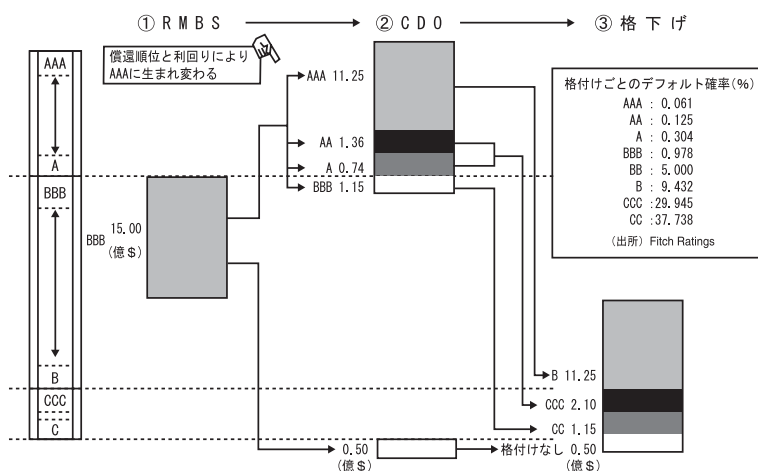 ① RMBS
② CDO
③ 格下げ
償還順位と利回りにより
AAAに生まれ変わる
AAA
A
BBB
B
CCC
C
BBB 15.00
(億$)
AAA 11.25
AA 1.36
A 0.74
BBB 1.15
0.50
(億$)
格付けごとのデフォルト確率(%)
AAA : 0.061
AA : 0.125
A : 0.304
BBB : 0.978
BB : 5.000
B : 9.432
CCC : 29.945
CC : 37.738
(出所) Fitch Ratings
B 11.25
CCC 2.10
CC 1.15
格付けなし 0.50
(億$)